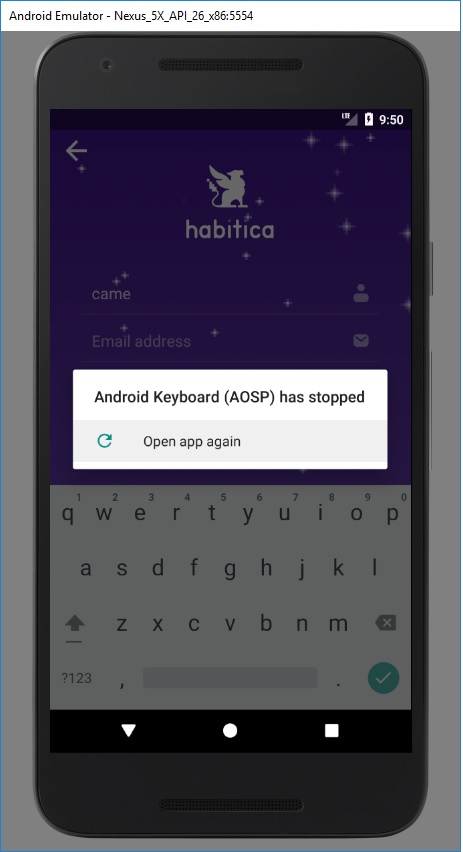 Android Emulator - Nexus_5X_API_26_x86:5554
LTE 9:50
habitica
came
Email address
Android Keyboard (AOSP) has stopped
Open app again
1 2 3 4 5 6 7 8 9 0
q w e r t y u i o p
a s d f g h j k l
z x c v b n m
?123 , .